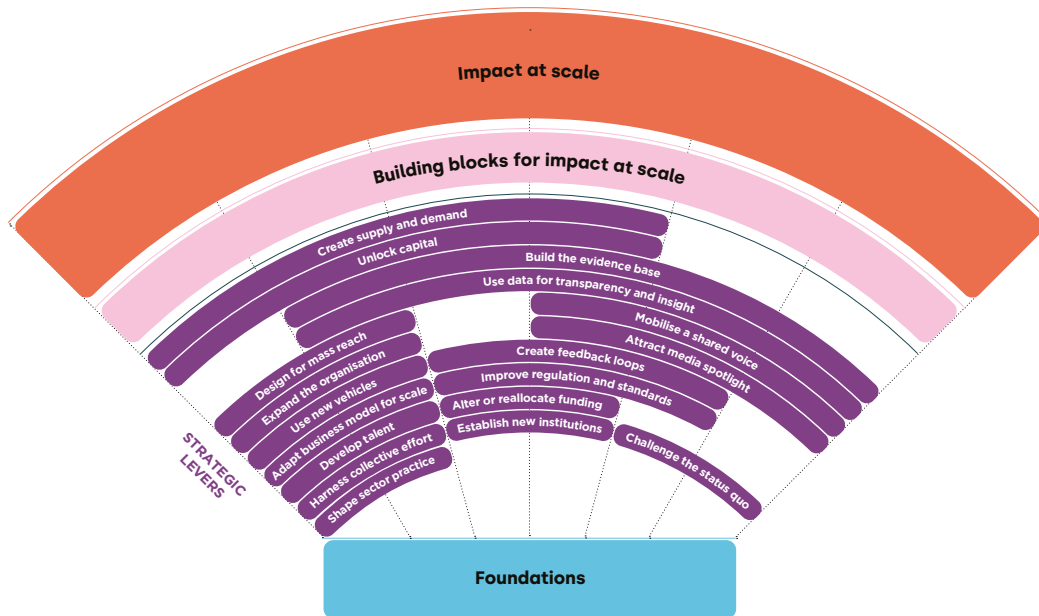 Impact at scale
Building blocks for impact at scale
Create supply and demand
Unlock capital
Build the evidence base
Use data for transparency and insight
Mobilise a shared voice
Attract media spotlight
Design for mass reach
Expand the organisation
Use new vehicles
Adapt business model for scale
Develop talent
Harness collective effort
Shape sector practice
Create feedback loops
Improve regulation and standards
Alter or reallocate funding
Establish new institutions
Challenge the status quo
STRATEGIC
LEVERS
Foundations